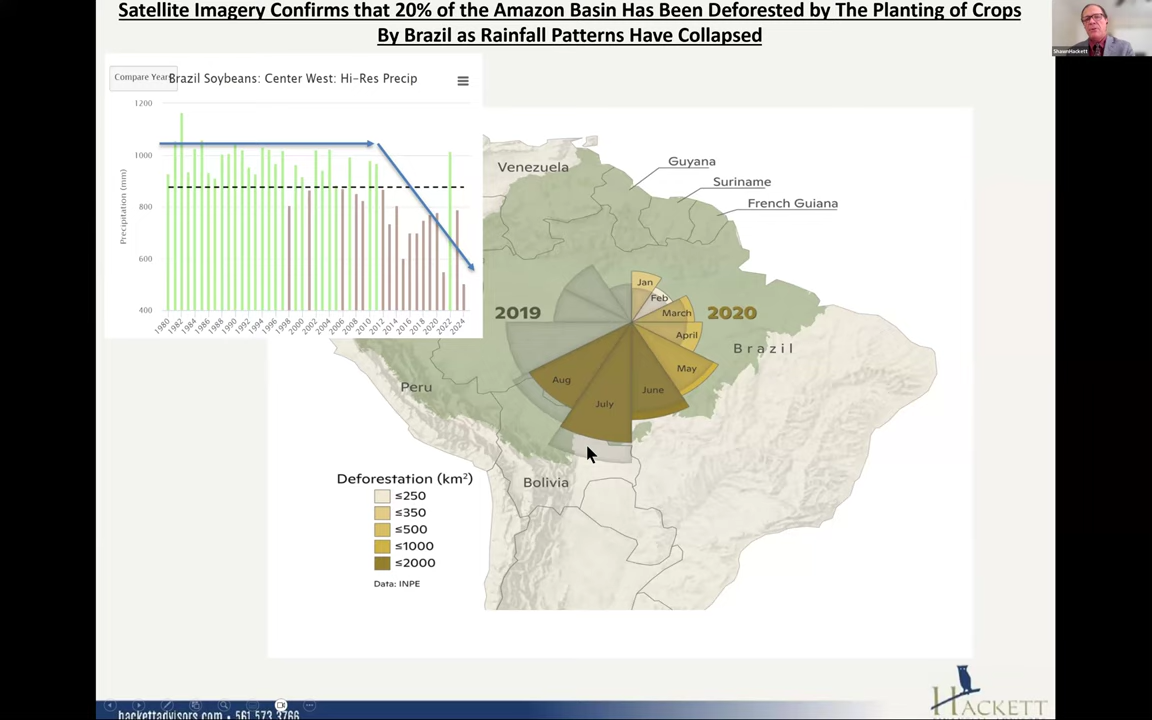 Satellite Imagery Confirms that 20% of the Amazon Basin Has Been Deforested by The Planting of Crops
By Brazil as Rainfall Patterns Have Collapsed
ShawnHackett
Compare Years
Brazil Soybeans: Center West: Hi-Res Precip
Precipitation (mm)
1200
1000
800
600
400
1980
1982
1984
1986
1988
1990
1992
1994
1996
1998
2000
2002
2004
2006
2008
2010
2012
2014
2016
2018
2020
2022
2024
Venezuela
Guyana
Suriname
French Guiana
2019
2020
Jan
Feb
March
April
May
June
July
Aug
Brazil
Peru
Bolivia
Deforestation (km²)
≤250
≤350
≤500
≤1000
≤2000
Data: INPE
hackettadvisors.com • 561.573.3766
HACKETT